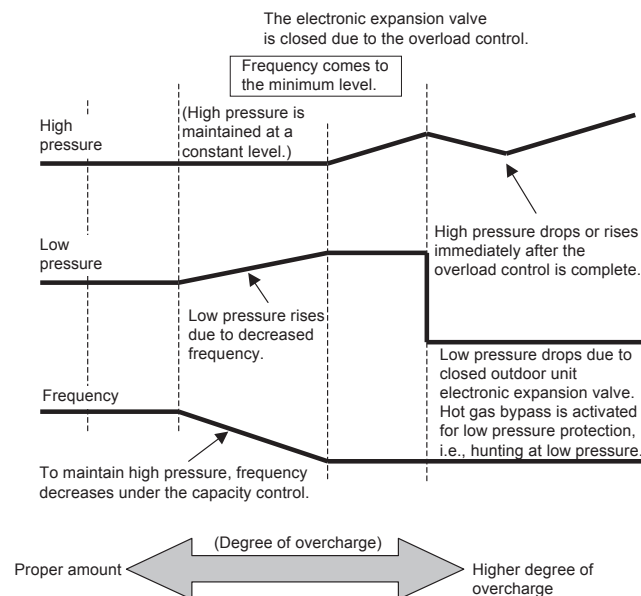 The electronic expansion valve
is closed due to the overload control.
Frequency comes to
the minimum level.
(High pressure is
maintained at a
constant level.)
High
pressure
High pressure drops or rises
immediately after the
overload control is complete.
Low
pressure
Low pressure rises
due to decreased
frequency.
Low pressure drops due to
closed outdoor unit
electronic expansion valve.
Hot gas bypass is activated
for low pressure protection,
i.e., hunting at low pressure.
Frequency
To maintain high pressure, frequency
decreases under the capacity control.
(Degree of overcharge)
Proper amount
Higher degree of
overcharge